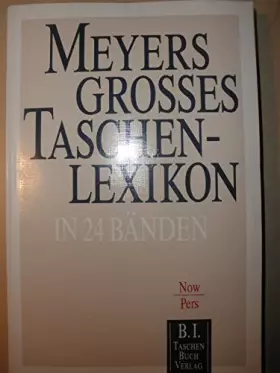 MEYERS
GROSSES
TASCHEN-
LEXIKON
IN 24 BÄNDEN
Now
Pers
B.I.
TASCHEN
BUCH
VERLAG